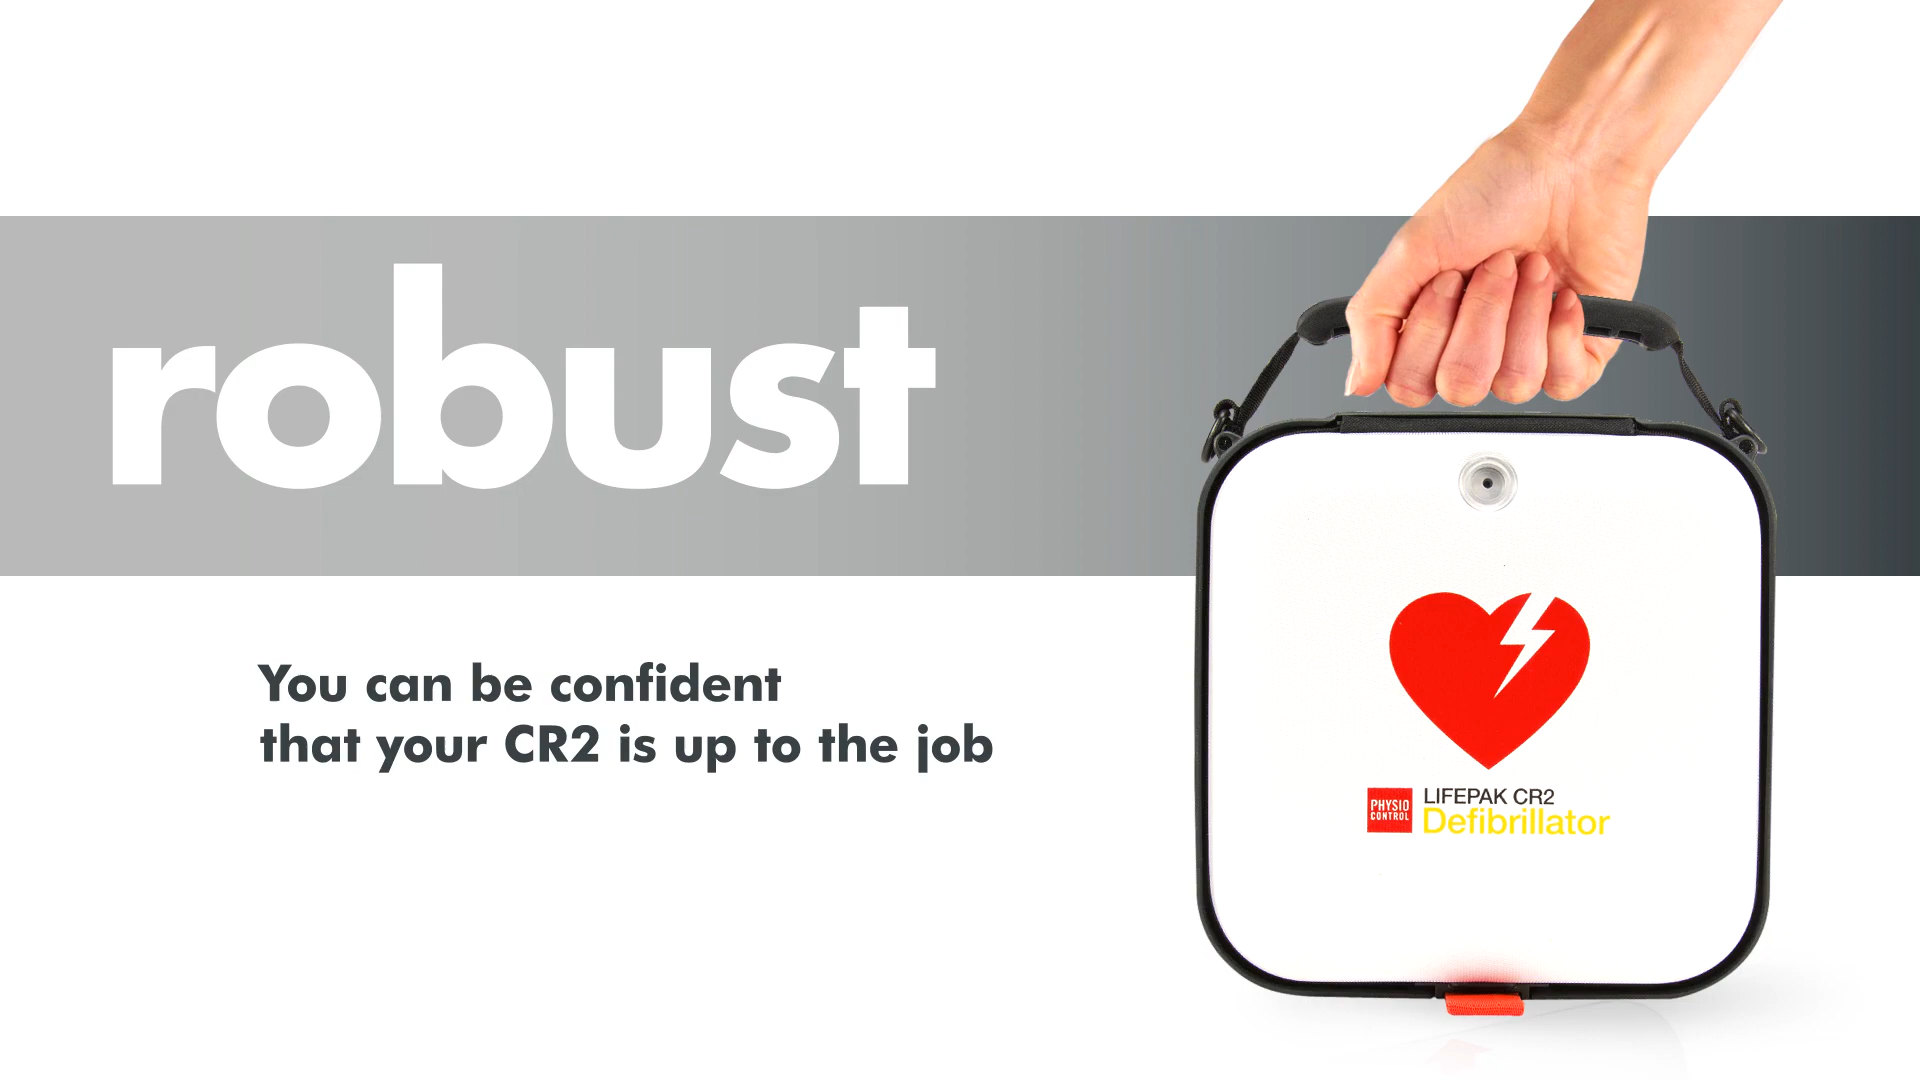 robust
You can be confident
that your CR2 is up to the job
PHYSIO
CONTROL
LIFEPAK CR2
Defibrillator